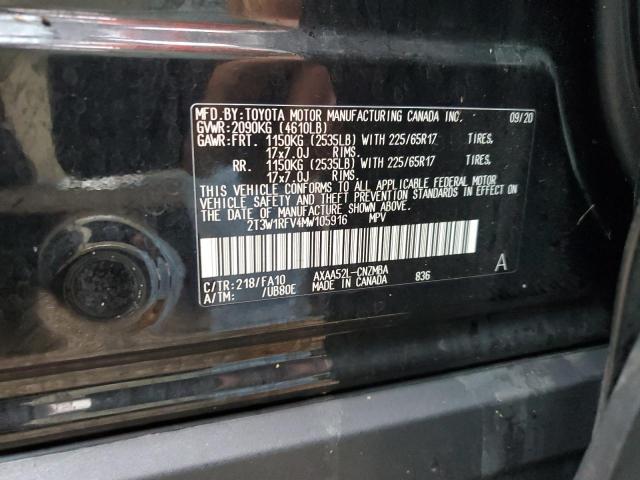 MFD.BY:TOYOTA MOTOR MANUFACTURING CANADA INC. 09/20
GVWR:2090KG (4610LB)
GAWR:FRT. 1150KG (2535LB) WITH 225/65R17 TIRES,
17x7.0J RIMS.
RR. 1150KG (2535LB) WITH 225/65R17 TIRES,
17x7.0J RIMS.
THIS VEHICLE CONFORMS TO ALL APPLICABLE FEDERAL MOTOR
VEHICLE SAFETY AND THEFT PREVENTION STANDARDS IN EFFECT ON
THE DATE OF MANUFACTURE SHOWN ABOVE.
2T3W1RFV4MW105916 MPV
C/TR:218/FA10 AXAA52L-CNZMBA 836 A
A/TM: /UB80E MADE IN CANADA